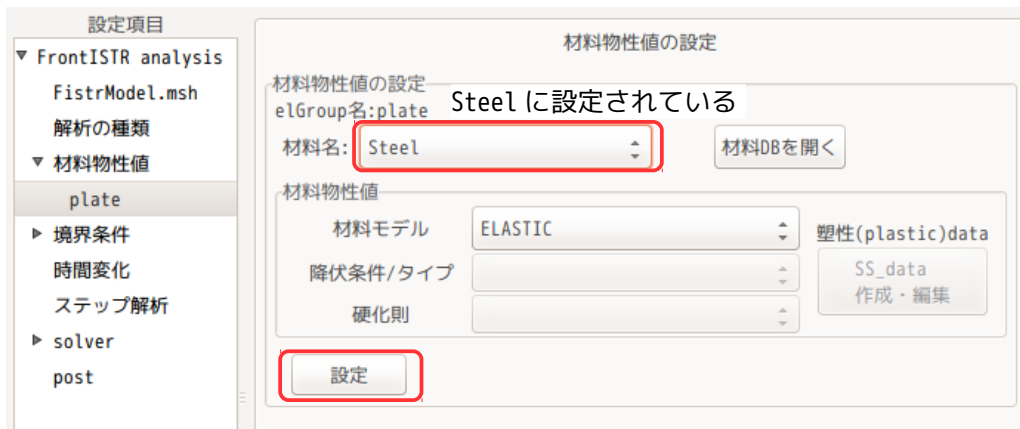 設定項目
▼ FrontISTR analysis
FistrModel.msh
解析の種類
▼ 材料物性値
plate
▶ 境界条件
時間変化
ステップ解析
▶ solver
post
材料物性値の設定
材料物性値の設定
elGroup名:plate
Steelに設定されている
材料名: Steel
材料DBを開く
材料物性値
材料モデル ELASTIC
塑性(plastic)data
降伏条件/タイプ
SS_data
作成・編集
硬化則
設定